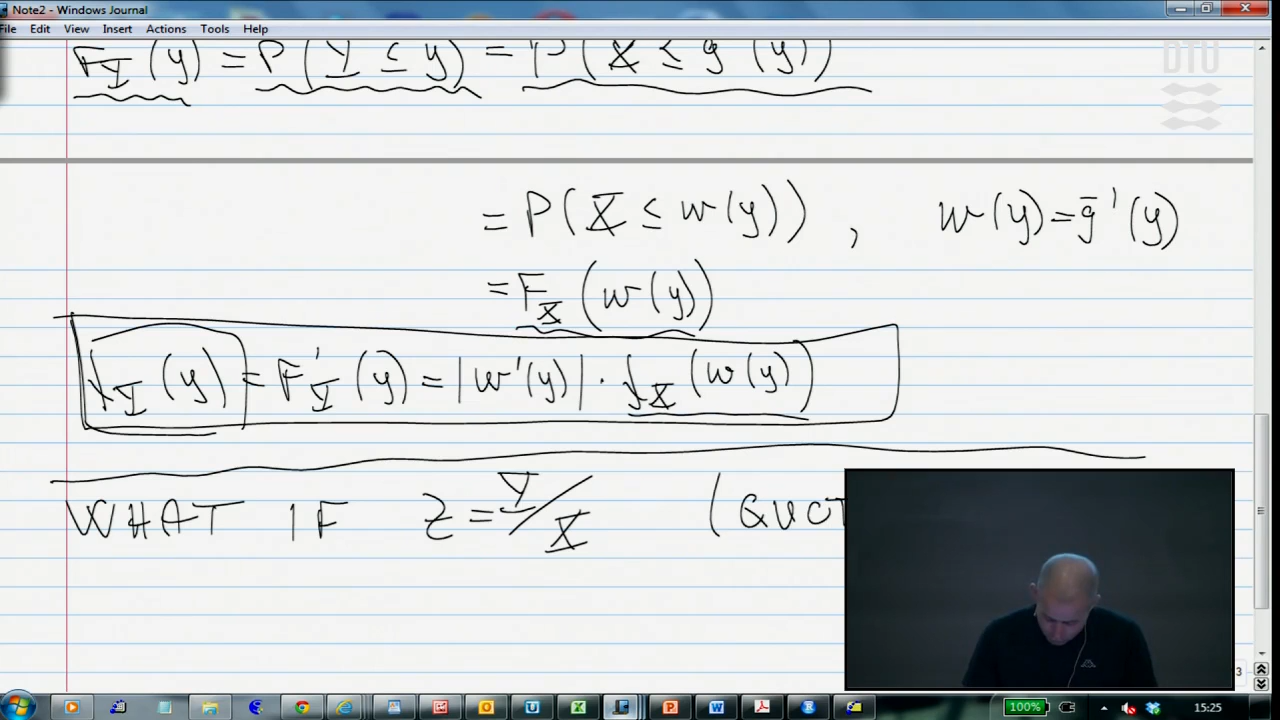 Note2 - Windows Journal
File Edit View Insert Actions Tools Help
F_Y (y) = P( Y ≤ y) = P( X ≤ g (y))
DTU
= P( X ≤ w(y)) , w(y) = g⁻¹(y)
= F_X (w(y))
f_Y (y) = F'_Y (y) = |w'(y)| · f_X (w(y))
WHAT IF Z = Y/X (QUOT
3
100% 15:25